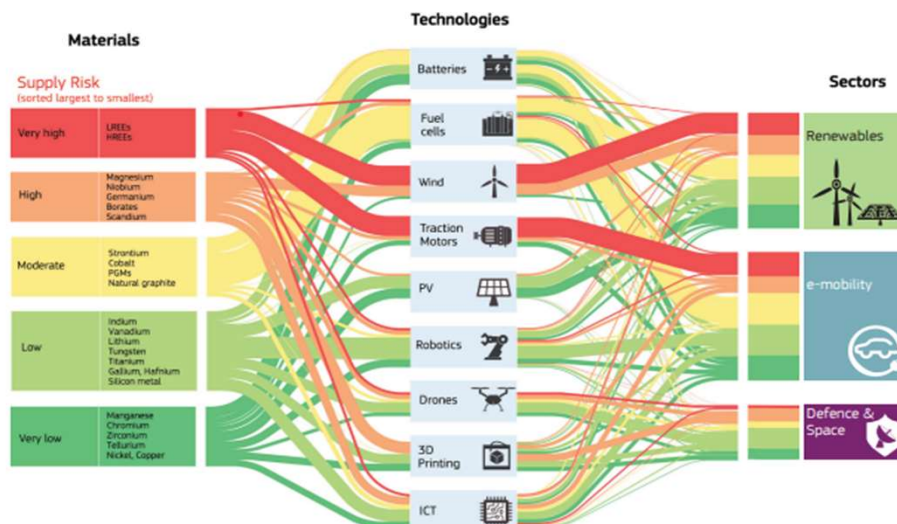 Materials
Technologies
Sectors
Supply Risk
(sorted largest to smallest)
Very high
LREEs
HREEs
High
Magnesium
Niobium
Germanium
Borates
Scandium
Moderate
Strontium
Cobalt
PGMs
Natural graphite
Low
Indium
Vanadium
Lithium
Tungsten
Titanium
Gallium, Hafnium
Silicon metal
Very low
Manganese
Chromium
Zirconium
Tellurium
Nickel, Copper
Batteries
Fuel
cells
Wind
Traction
Motors
PV
Robotics
Drones
3D
Printing
ICT
Renewables
e-mobility
Defence &
Space